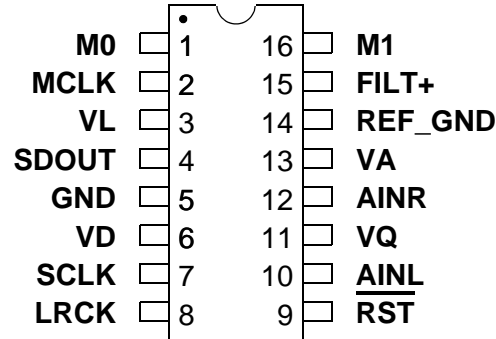 M0 1 16 M1
MCLK 2 15 FILT+
VL 3 14 REF_GND
SDOUT 4 13 VA
GND 5 12 AINR
VD 6 11 VQ
SCLK 7 10 AINL
LRCK 8 9 RST